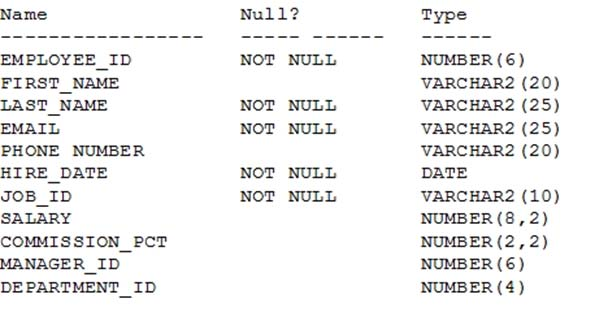 Name Null? Type
----------------- ----- ------ ------
EMPLOYEE_ID NOT NULL NUMBER(6)
FIRST_NAME VARCHAR2(20)
LAST_NAME NOT NULL VARCHAR2(25)
EMAIL NOT NULL VARCHAR2(25)
PHONE NUMBER VARCHAR2(20)
HIRE_DATE NOT NULL DATE
JOB_ID NOT NULL VARCHAR2(10)
SALARY NUMBER(8,2)
COMMISSION_PCT NUMBER(2,2)
MANAGER_ID NUMBER(6)
DEPARTMENT_ID NUMBER(4)